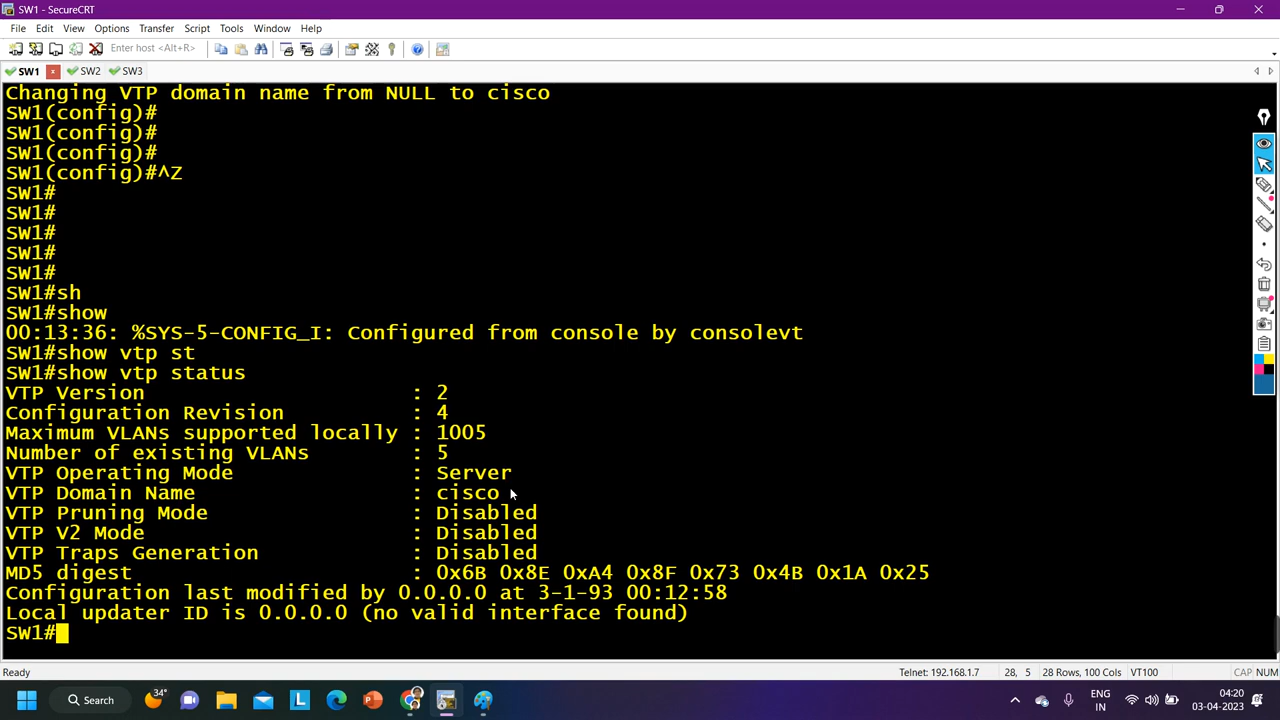 SW1 - SecureCRT
File Edit View Options Transfer Script Tools Window Help
Enter host <Alt+R>
SW1 x SW2 SW3
Changing VTP domain name from NULL to cisco
SW1(config)#
SW1(config)#
SW1(config)#
SW1(config)#^Z
SW1#
SW1#
SW1#
SW1#
SW1#
SW1#sh
SW1#show
00:13:36: %SYS-5-CONFIG_I: Configured from console by consolevt
SW1#show vtp st
SW1#show vtp status
VTP Version : 2
Configuration Revision : 4
Maximum VLANs supported locally : 1005
Number of existing VLANs : 5
VTP Operating Mode : Server
VTP Domain Name : cisco
VTP Pruning Mode : Disabled
VTP V2 Mode : Disabled
VTP Traps Generation : Disabled
MD5 digest : 0x6B 0x8E 0xA4 0x8F 0x73 0x4B 0x1A 0x25
Configuration last modified by 0.0.0.0 at 3-1-93 00:12:58
Local updater ID is 0.0.0.0 (no valid interface found)
SW1#
Ready Telnet: 192.168.1.7 28, 5 28 Rows, 100 Cols VT100 CAP NUM
Search 34° L P ENG 04:20
IN 03-04-2023